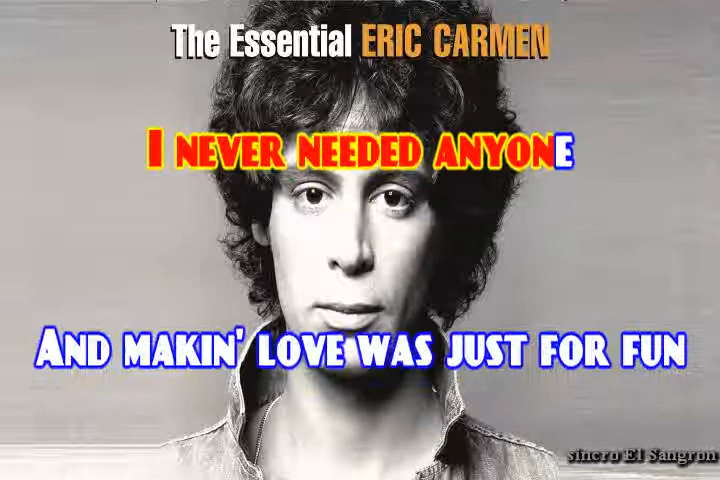 The Essential ERIC CARMEN
I NEVER NEEDED ANYONE
AND MAKIN' LOVE WAS JUST FOR FUN
sincro El Sangron